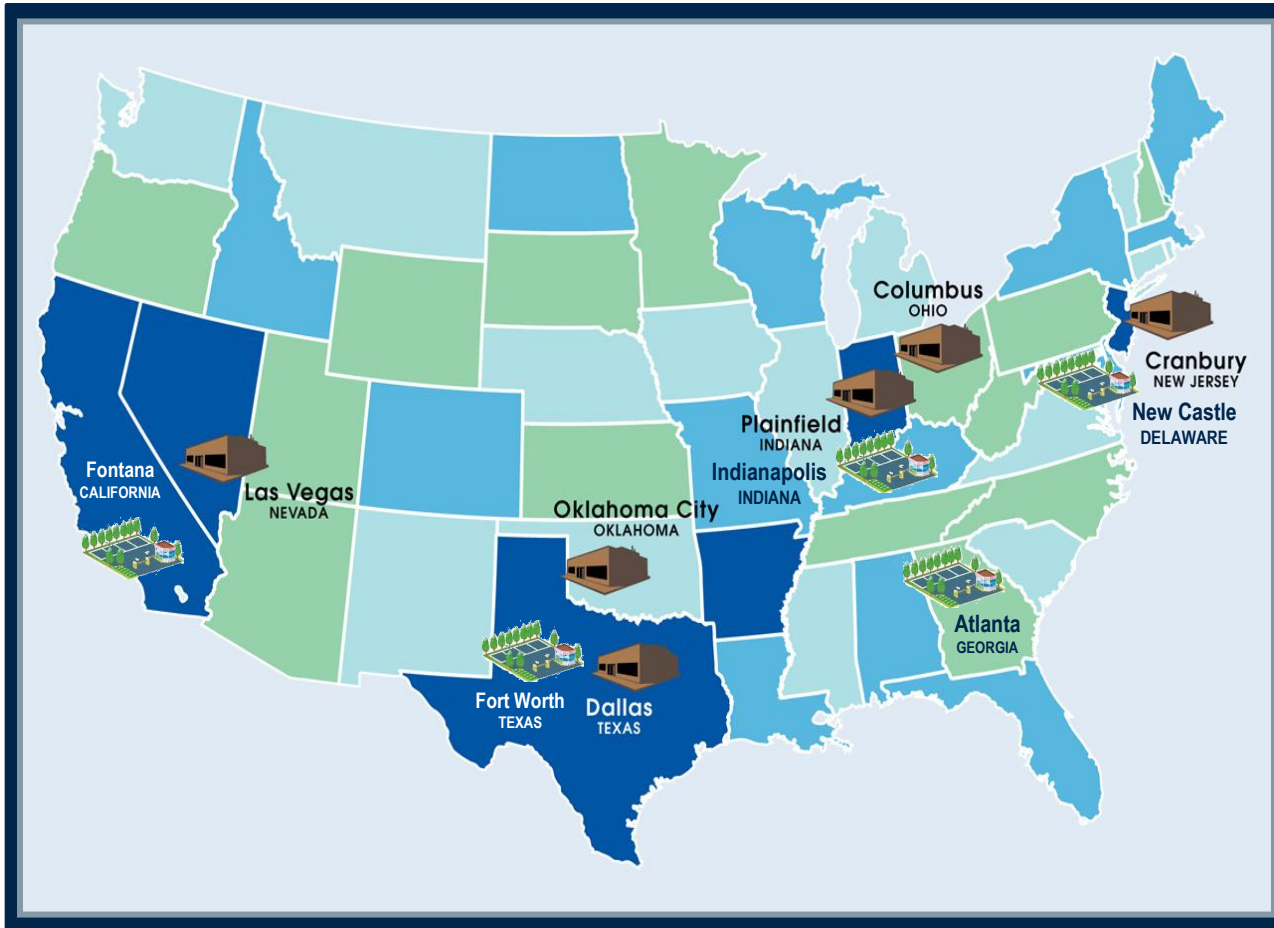 Columbus
OHIO
Cranbury
NEW JERSEY
New Castle
DELAWARE
Plainfield
INDIANA
Indianapolis
INDIANA
Fontana
CALIFORNIA
Las Vegas
NEVADA
Oklahoma City
OKLAHOMA
Atlanta
GEORGIA
Fort Worth
TEXAS
Dallas
TEXAS